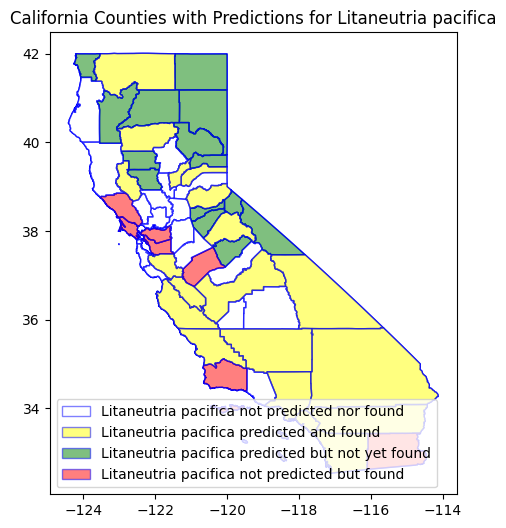 California Counties with Predictions for Litaneutria pacifica
42
40
38
36
34
Litaneutria pacifica not predicted nor found
Litaneutria pacifica predicted and found
Litaneutria pacifica predicted but not yet found
Litaneutria pacifica not predicted but found
−124 −122 −120 −118 −116 −114